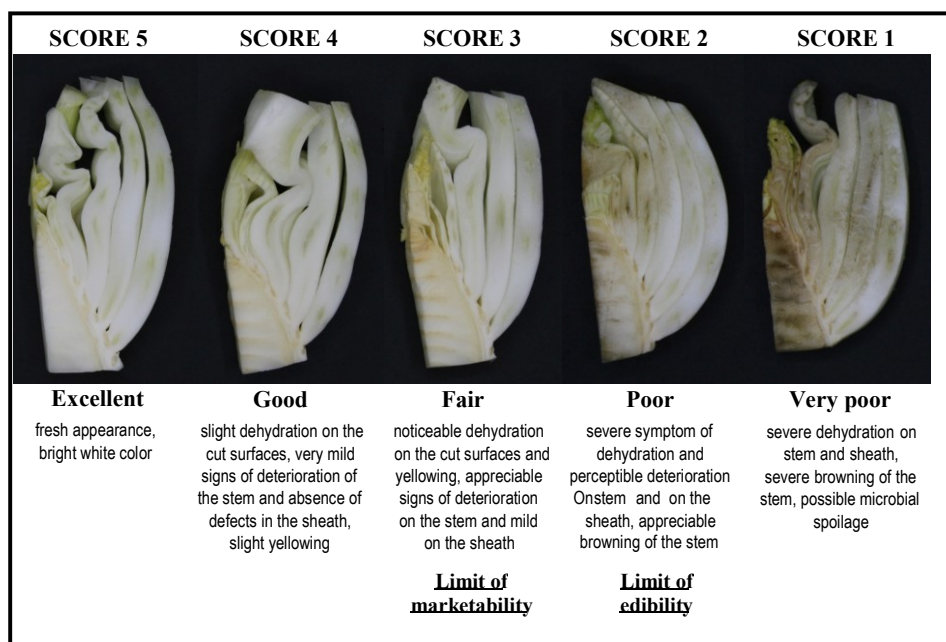 SCORE 5
SCORE 4
SCORE 3
SCORE 2
SCORE 1
Excellent
fresh appearance,
bright white color
Good
slight dehydration on the
cut surfaces, very mild
signs of deterioration of
the stem and absence of
defects in the sheath,
slight yellowing
Fair
noticeable dehydration
on the cut surfaces and
yellowing, appreciable
signs of deterioration
on the stem and mild
on the sheath
Limit of
marketability
Poor
severe symptom of
dehydration and
perceptible deterioration
Onstem and on the
sheath, appreciable
browning of the stem
Limit of
edibility
Very poor
severe dehydration on
stem and sheath,
severe browning of the
stem, possible microbial
spoilage